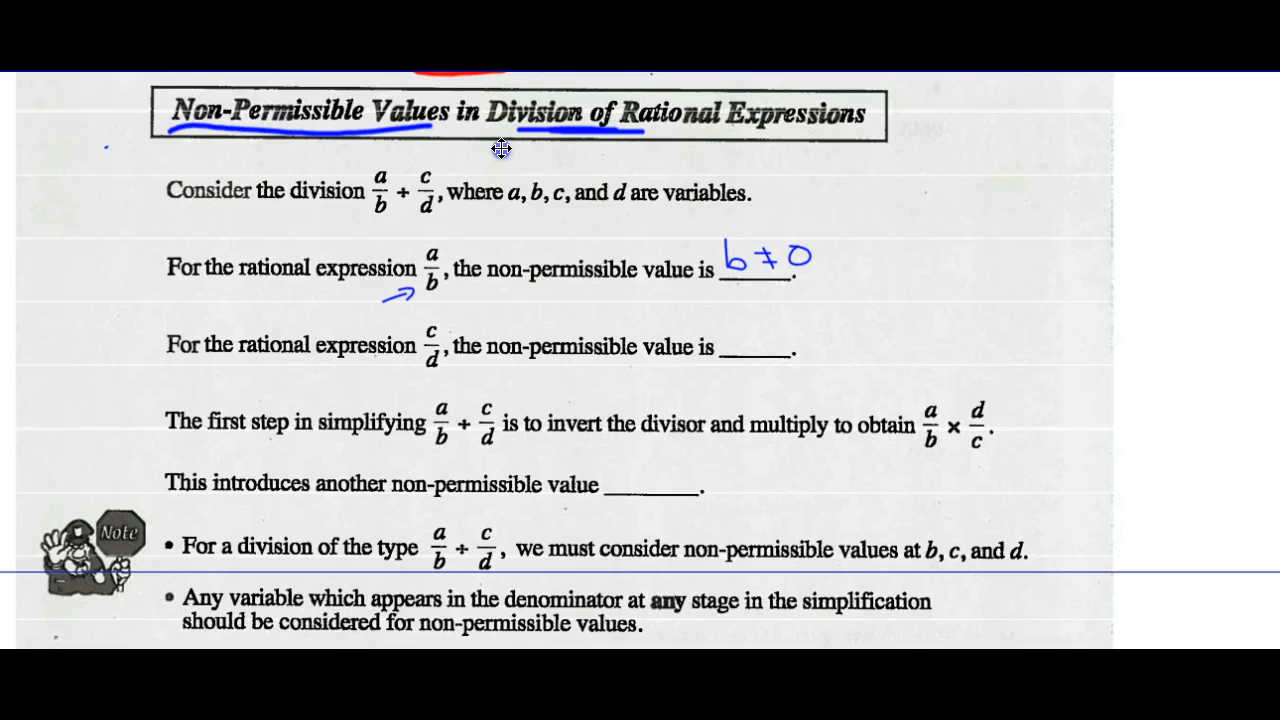 Non-Permissible Values in Division of Rational Expressions
Consider the division a/b ÷ c/d, where a, b, c, and d are variables.
For the rational expression a/b, the non-permissible value is b ≠ 0.
For the rational expression c/d, the non-permissible value is ______.
The first step in simplifying a/b ÷ c/d is to invert the divisor and multiply to obtain a/b × d/c.
This introduces another non-permissible value ________.
Note
• For a division of the type a/b ÷ c/d, we must consider non-permissible values at b, c, and d.
• Any variable which appears in the denominator at any stage in the simplification
should be considered for non-permissible values.